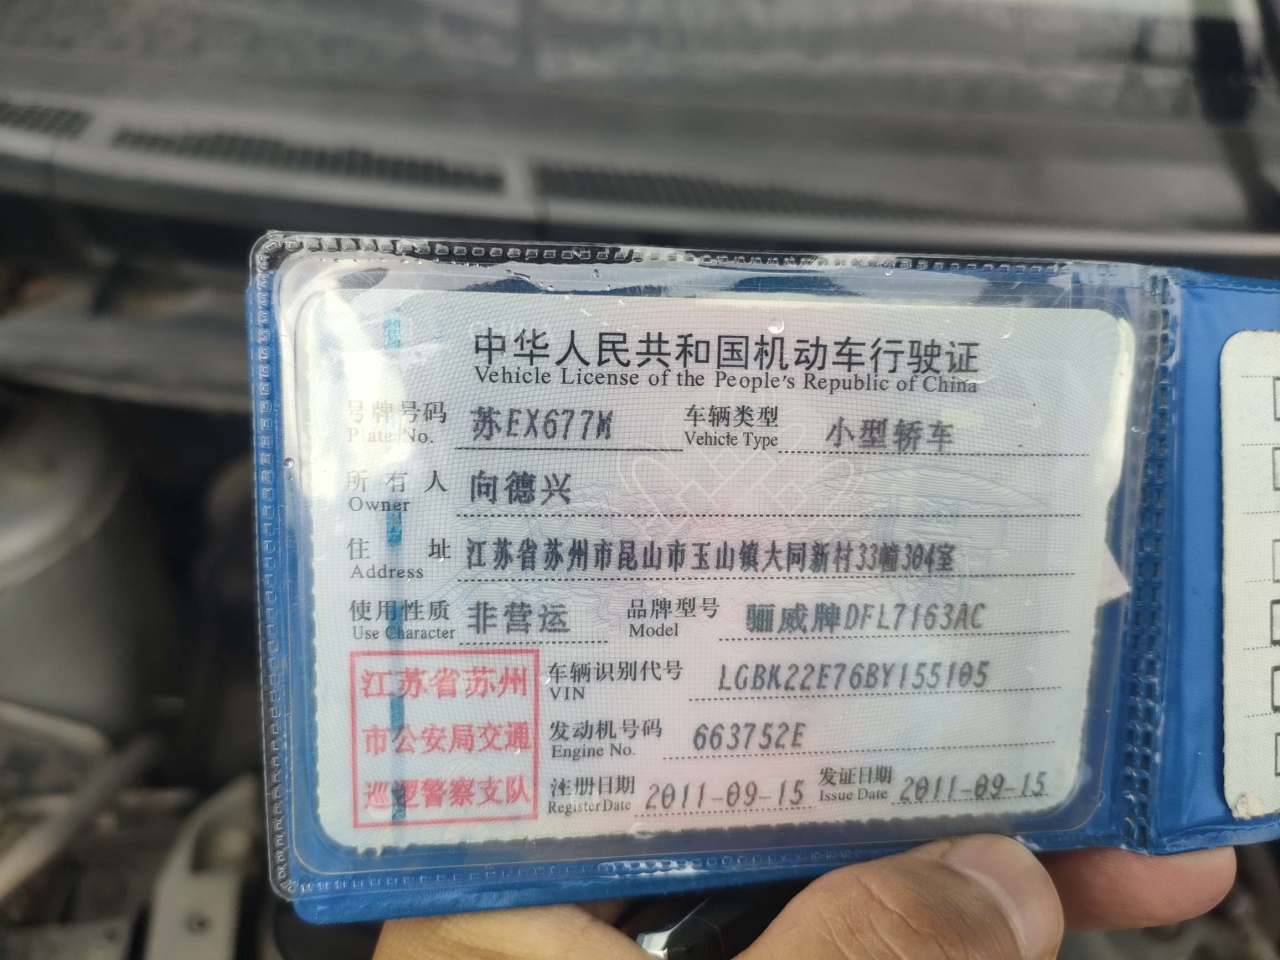 中华人民共和国机动车行驶证
Vehicle License of the People's Republic of China
号牌号码 苏EX677M 车辆类型 小型轿车
Plate No. Vehicle Type
所有人 向德兴
Owner
住址 江苏省苏州市昆山市玉山镇大同新村33幢304室
Address
使用性质 非营运 品牌型号 骊威牌DFL7163AC
Use Character Model
江苏省苏州
市公安局交通
巡逻警察支队
车辆识别代号 LGBK22E76BY155105
VIN
发动机号码 663752E
Engine No.
注册日期 2011-09-15 发证日期 2011-09-15
Register Date Issue Date